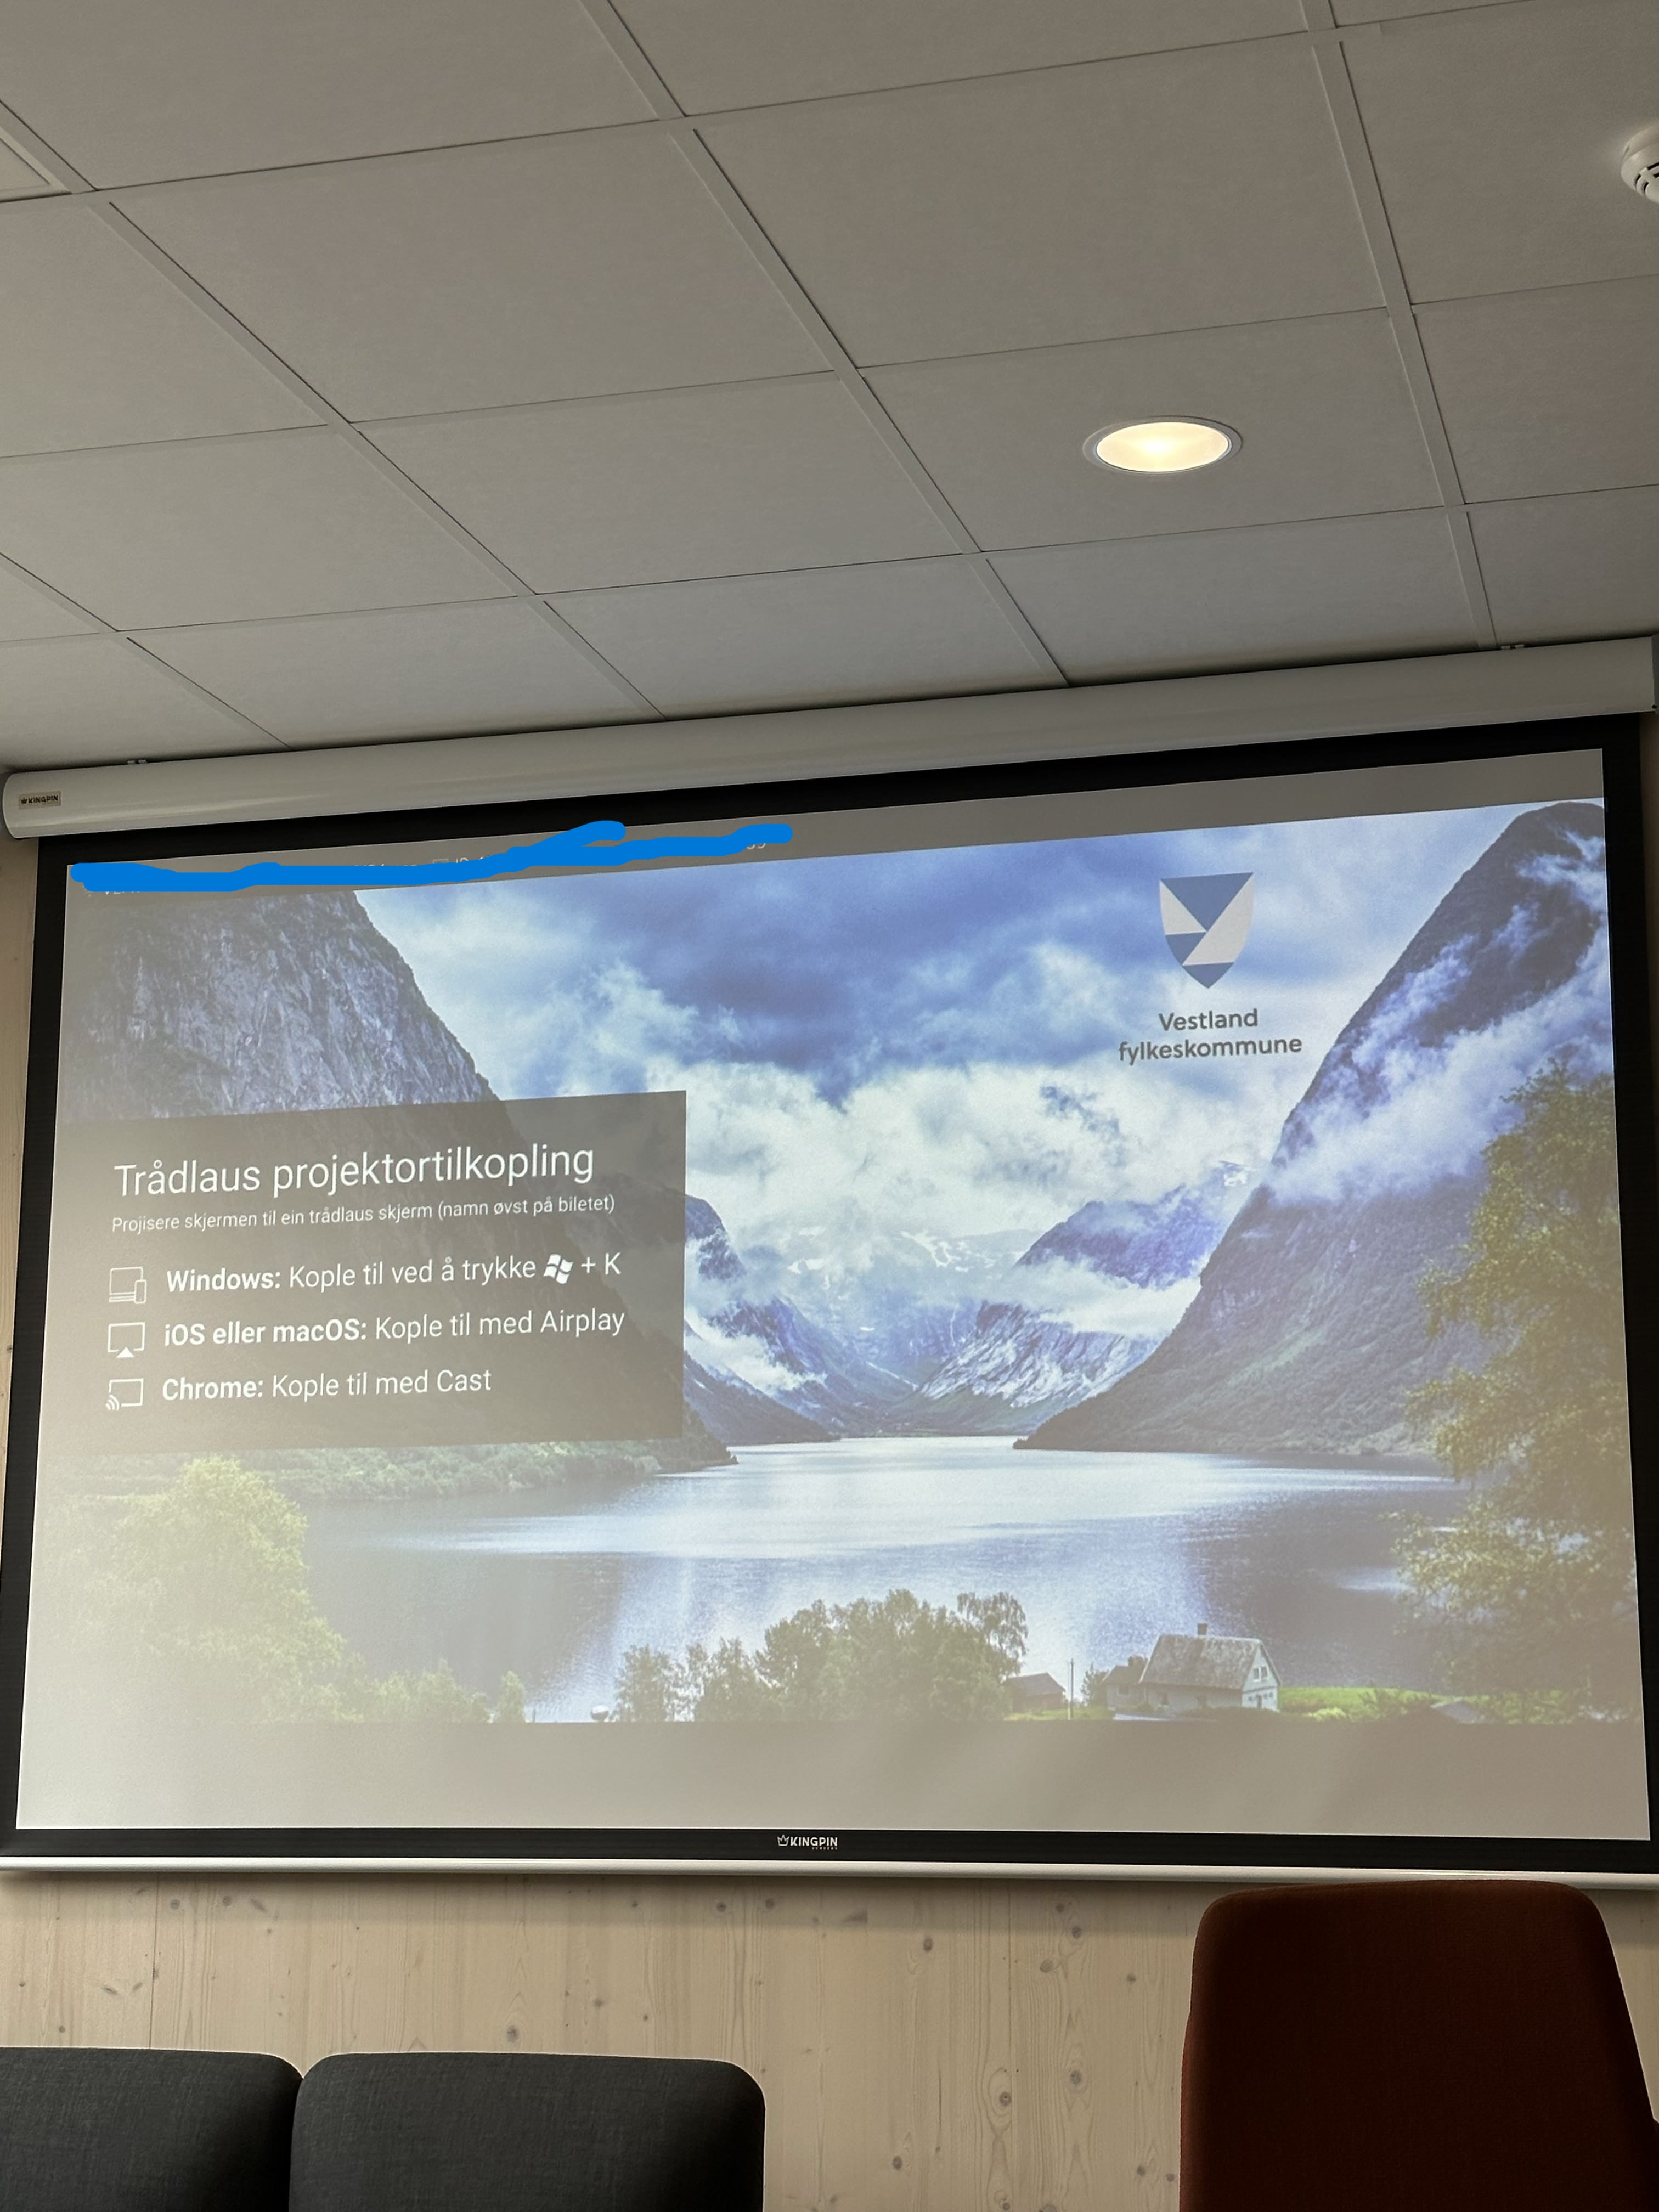 KINGPIN
Vestland
fylkeskommune
Trådlaus projektortilkopling
Projisere skjermen til ein trådlaus skjerm (namn øvst på biletet)
Windows: Kople til ved å trykke + K
iOS eller macOS: Kople til med Airplay
Chrome: Kople til med Cast
KINGPIN